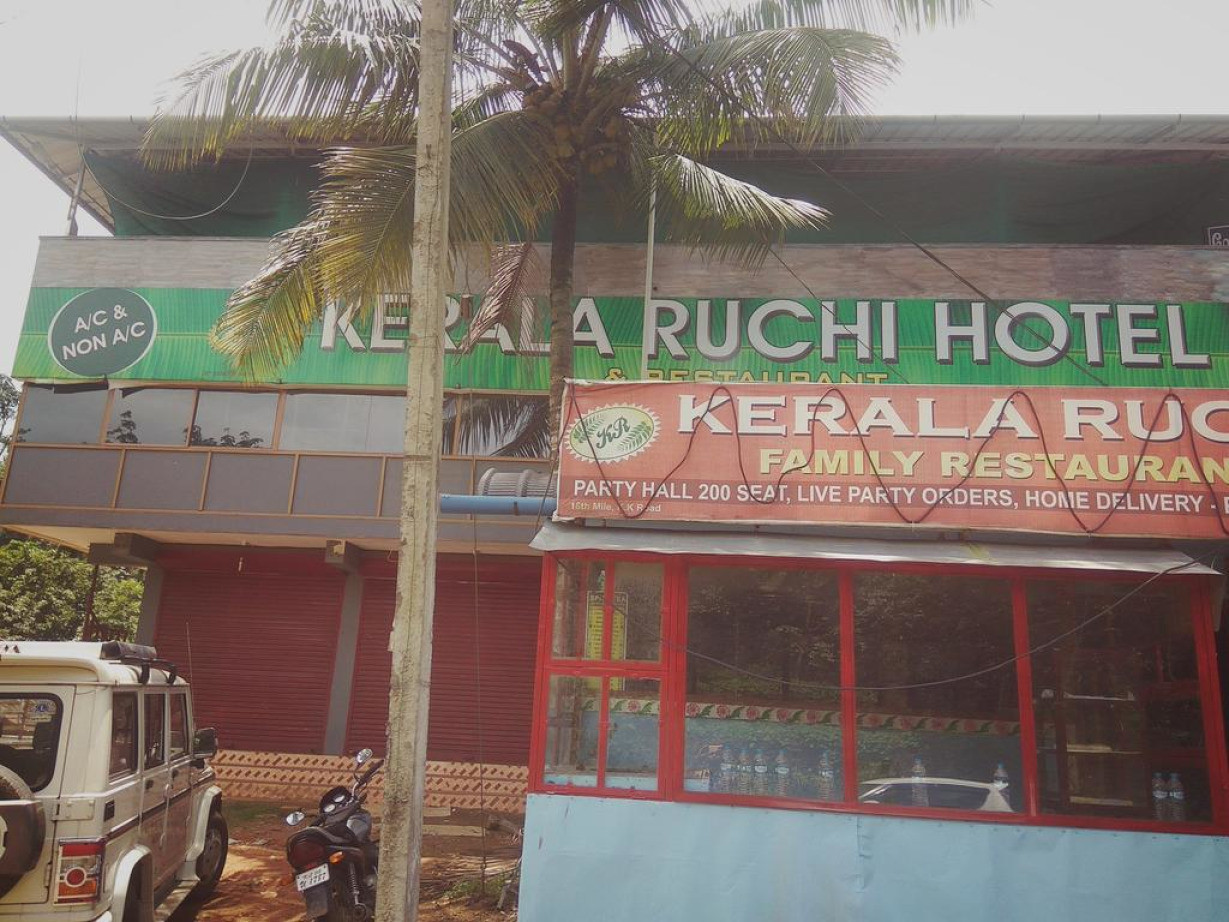 A/C &
NON A/C
KERALA RUCHI HOTEL
& RESTAURANT
KR
KERALA RUC
FAMILY RESTAURAN
PARTY HALL 200 SEAT, LIVE PARTY ORDERS, HOME DELIVERY -
16th Mile, K.K Road